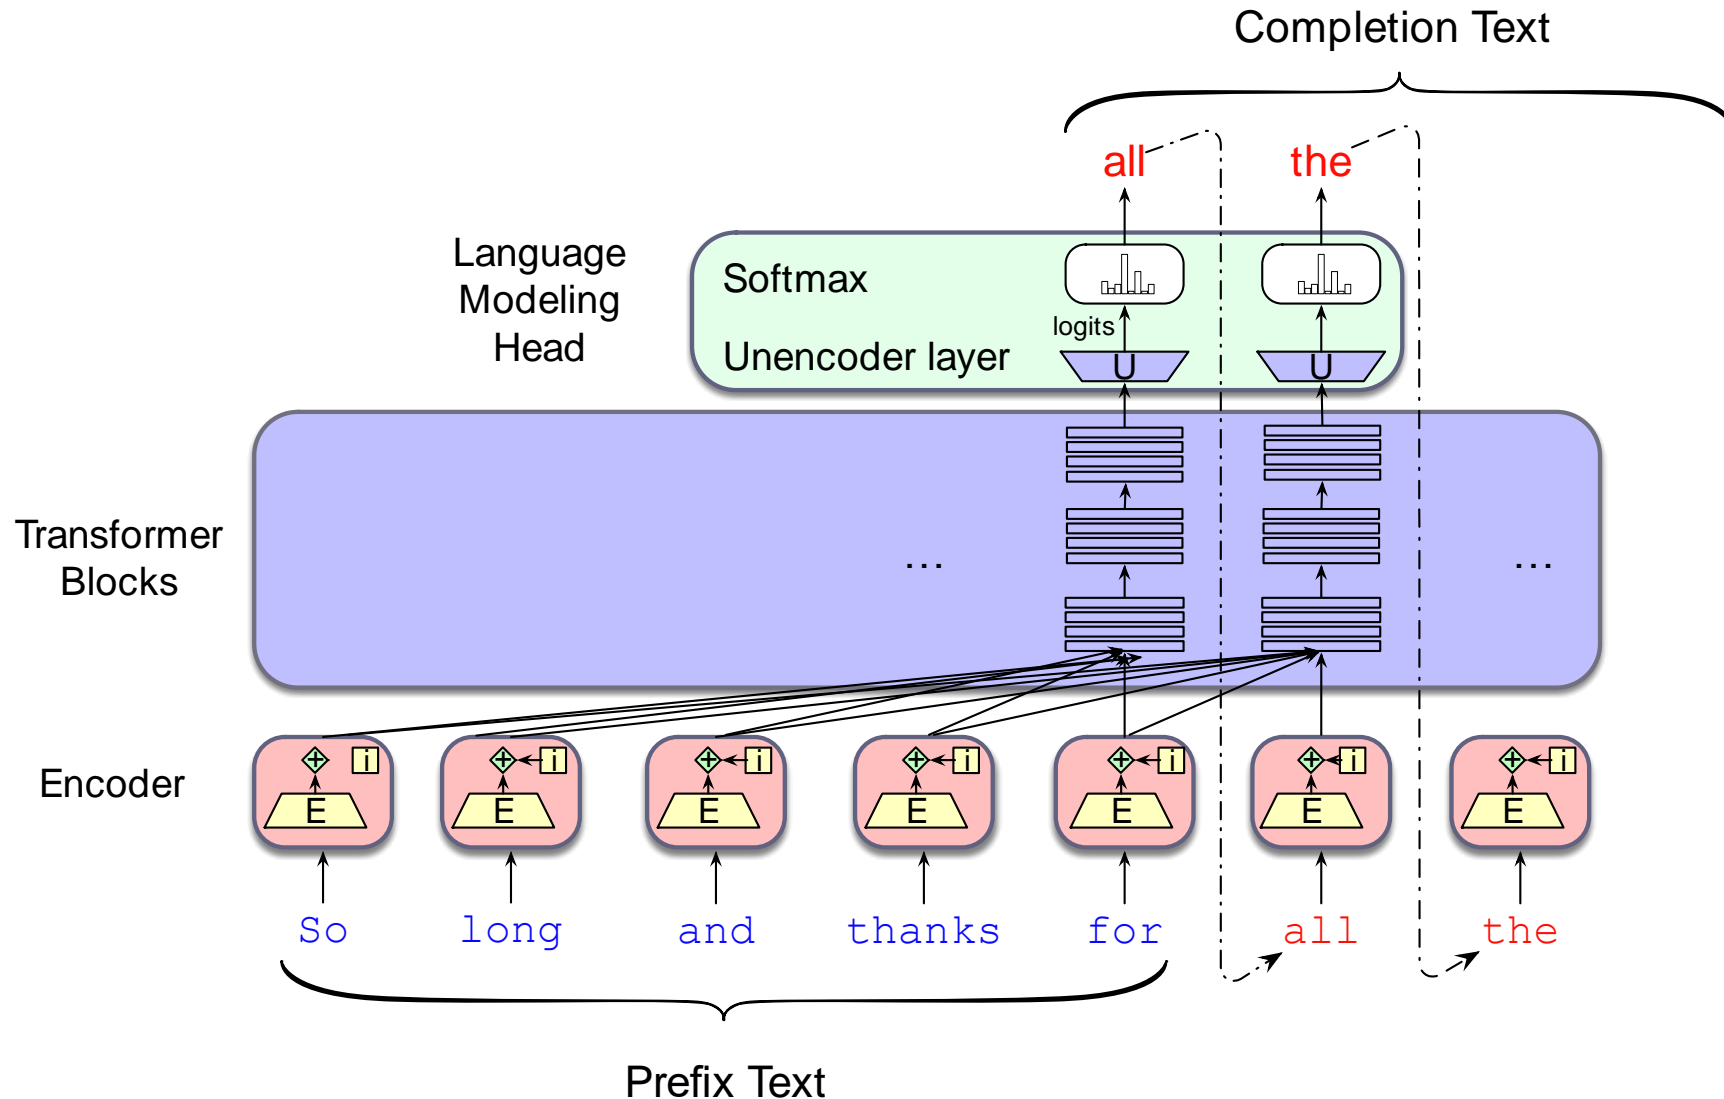 Completion Text
all the
Language
Modeling
Head
Softmax
logits
Unencoder layer
U U
Transformer
Blocks
... ...
Encoder
+ i + i + i + i + i + i + i
E E E E E E E
So long and thanks for all the
Prefix Text